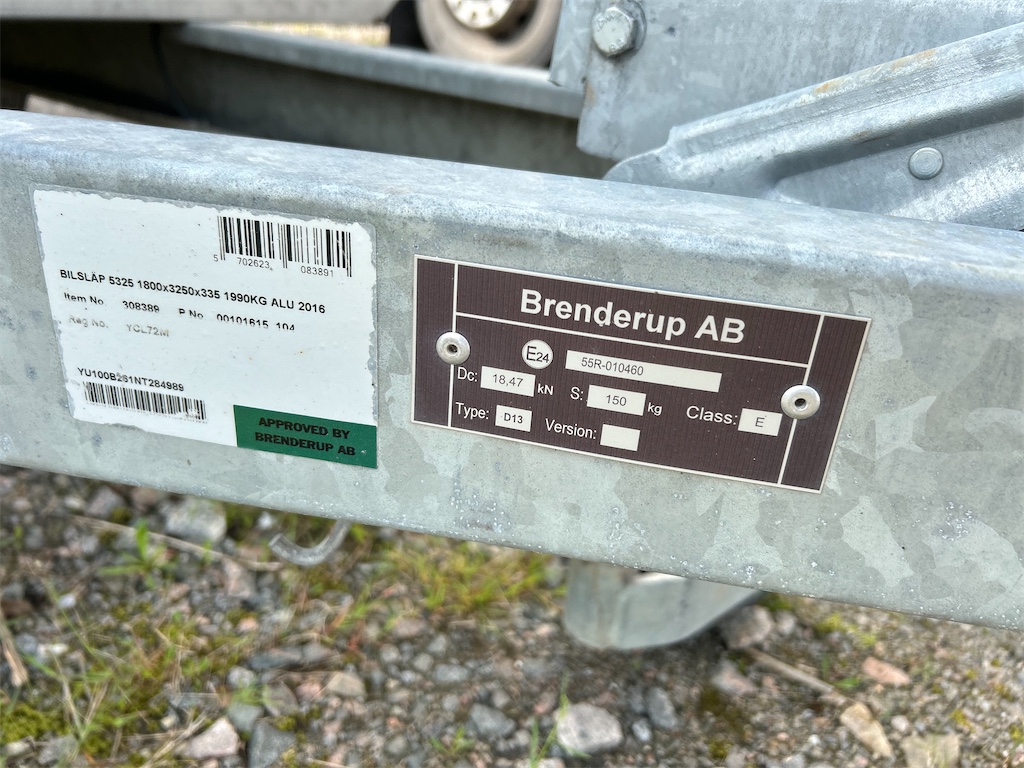 5 702623 083891
BILSLÄP 5325 1800x3250x335 1990KG ALU 2016
Item No 308389 P No 00101615 104
Reg No. YCL72M
YU100B261NT284989
APPROVED BY
BRENDERUP AB
Brenderup AB
E24 55R-010460
Dc: 18,47 kN S: 150 kg Class: E
Type: D13 Version: